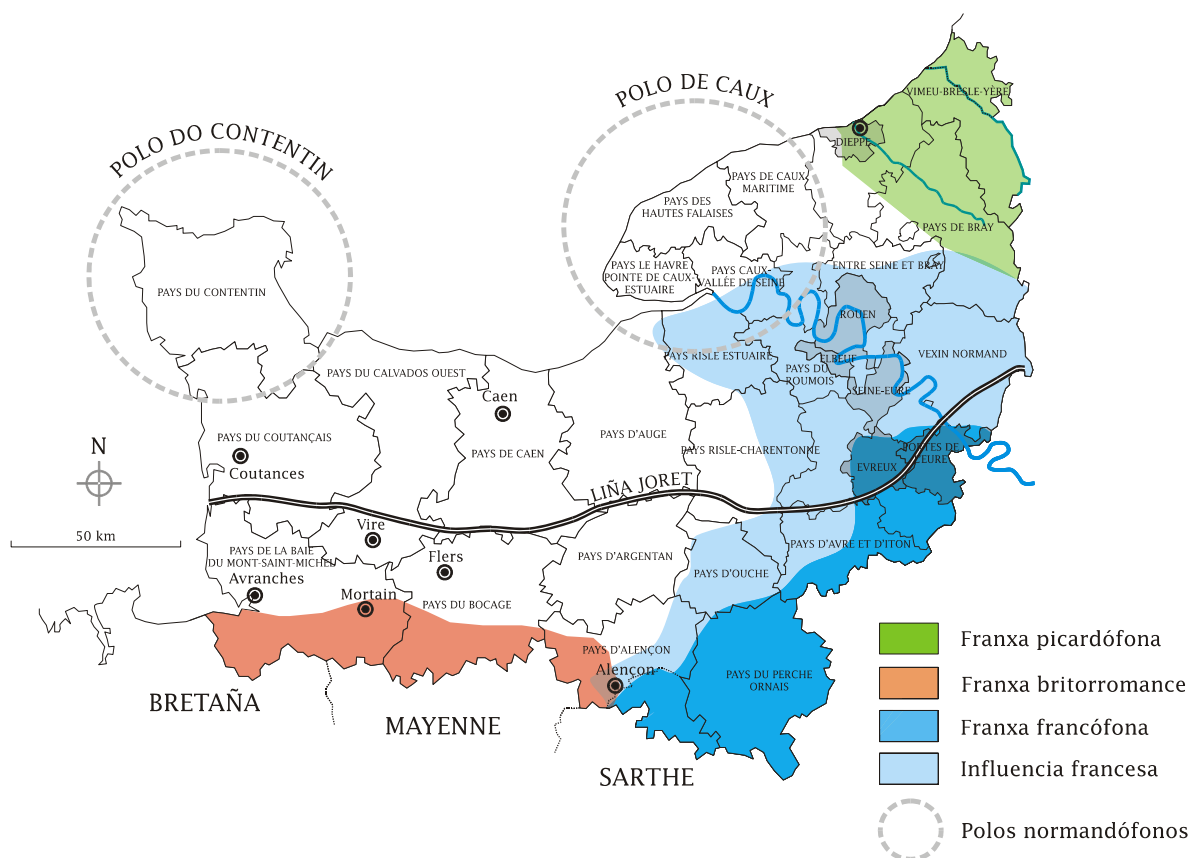 POLO DE CAUX
POLO DO CONTENTIN
VIMEU-BRESLE-YÈRE
DIEPPE
PAYS DE CAUX
MARITIME
PAYS DES
HAUTES FALAISES
PAYS DE BRAY
PAYS LE HAVRE
POINTE DE CAUX-
ESTUAIRE
PAYS CAUX-
VALLÉE DE SEINE
ENTRE SEINE ET BRAY
PAYS DU CONTENTIN
ROUEN
PAYS RISLE ESTUAIRE
ELBEUF
VEXIN NORMAND
PAYS DU
ROUMOIS
SEINE-EURE
PAYS DU CALVADOS OUEST
Caen
PAYS D'AUGE
PAYS DU COUTANÇAIS
Coutances
PAYS DE CAEN
PAYS RISLE-CHARENTONNE
PORTES DE
L'EURE
EVREUX
N
LIÑA JORET
50 km
Vire
PAYS DE LA BAIE
DU MONT-SAINT-MICHEL
Avranches
Flers
PAYS D'ARGENTAN
PAYS D'AVRE ET D'ITON
PAYS D'OUCHE
Mortain
PAYS DU BOCAGE
PAYS D'ALENÇON
Alençon
PAYS DU PERCHE
ORNAIS
BRETAÑA
MAYENNE
SARTHE
Franxa picardófona
Franxa britorromance
Franxa francófona
Influencia francesa
Polos normandófonos